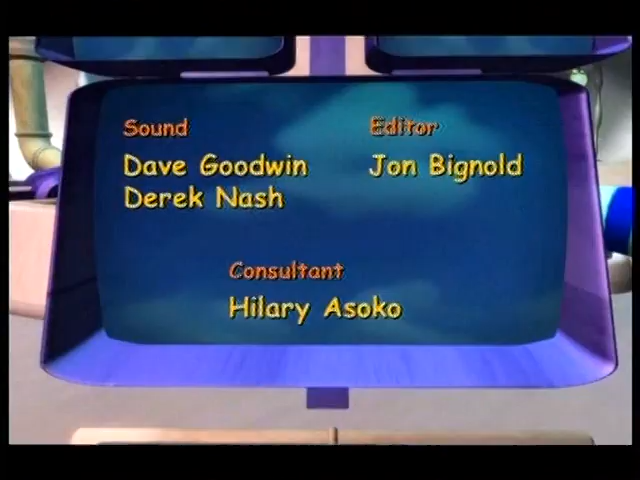 Sound
Dave Goodwin
Derek Nash
Editor
Jon Bignold
Consultant
Hilary Asoko